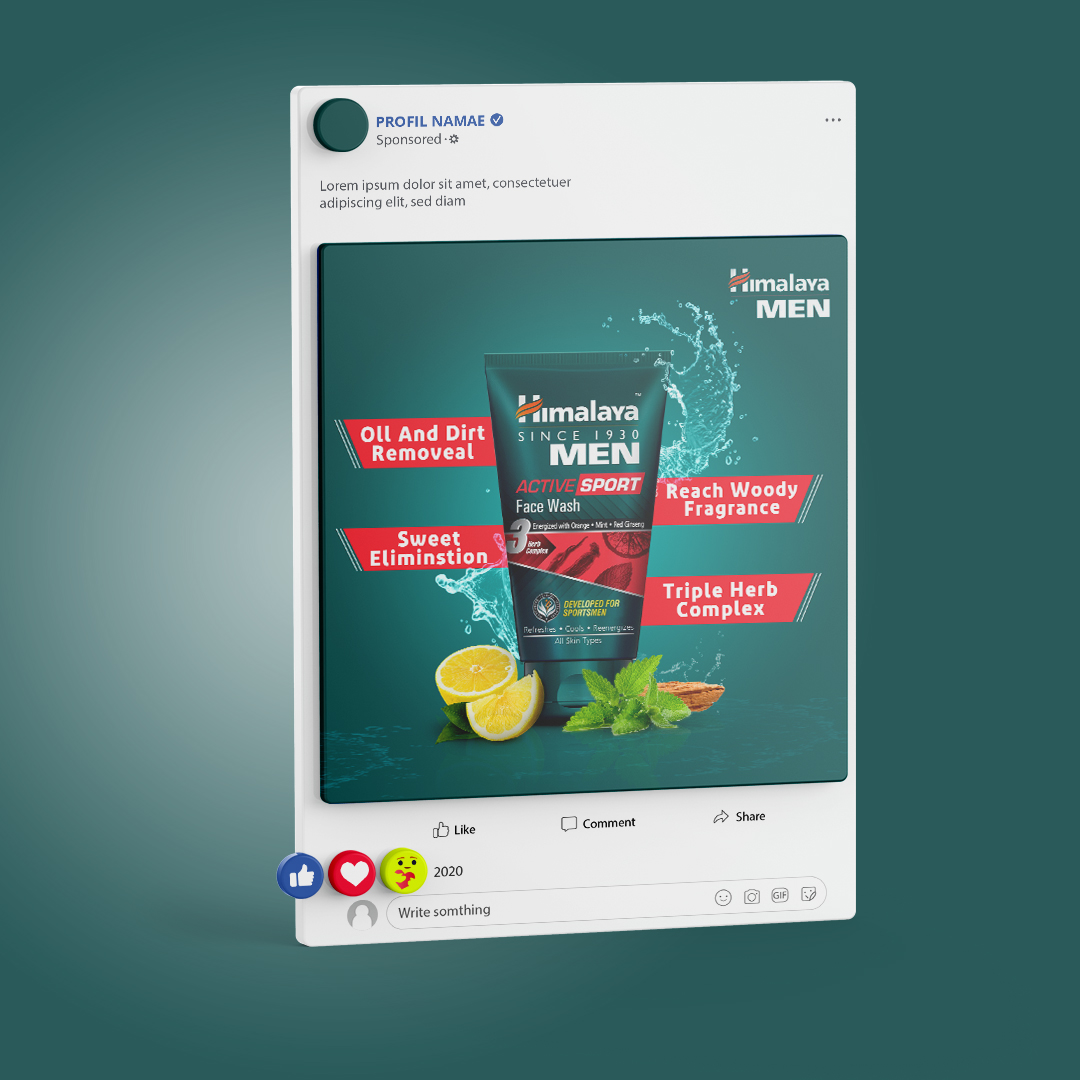 PROFIL NAMAE
Sponsored
Lorem ipsum dolor sit amet, consectetuer
adipiscing elit, sed diam
Himalaya
MEN
Himalaya™
SINCE 1930
MEN
ACTIVE SPORT
Face Wash
Energized with Orange • Mint • Red Ginseng
3 Herb
Complex
DEVELOPED FOR
SPORTSMEN
Refreshes • Cools • Reenergizes
All Skin Types
Oll And Dirt
Removeal
Sweet
Eliminstion
Reach Woody
Fragrance
Triple Herb
Complex
Like
Comment
Share
2020
Write somthing
GIF